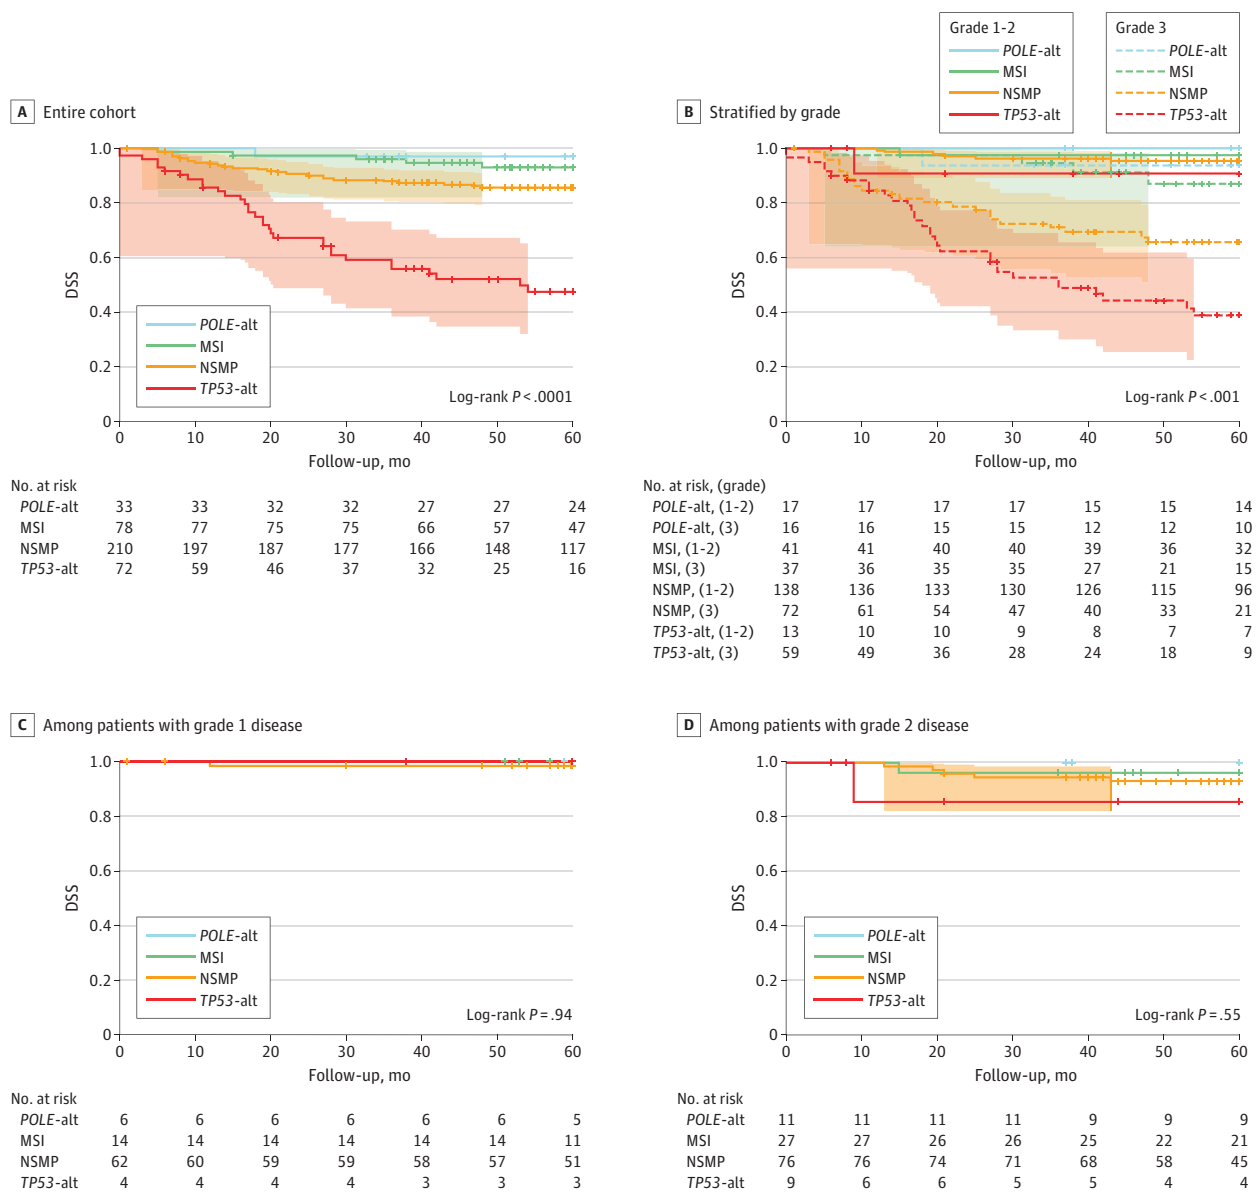 Grade 1-2
POLE-alt
MSI
NSMP
TP53-alt
Grade 3
POLE-alt
MSI
NSMP
TP53-alt
A Entire cohort
1.0
0.8
0.6
0.4
0.2
0
DSS
POLE-alt
MSI
NSMP
TP53-alt
Log-rank P < .0001
0 10 20 30 40 50 60
Follow-up, mo
No. at risk
POLE-alt 33 33 32 32 27 27 24
MSI 78 77 75 75 66 57 47
NSMP 210 197 187 177 166 148 117
TP53-alt 72 59 46 37 32 25 16
B Stratified by grade
1.0
0.8
0.6
0.4
0.2
0
DSS
Log-rank P < .001
0 10 20 30 40 50 60
Follow-up, mo
No. at risk, (grade)
POLE-alt, (1-2) 17 17 17 17 15 15 14
POLE-alt, (3) 16 16 15 15 12 12 10
MSI, (1-2) 41 41 40 40 39 36 32
MSI, (3) 37 36 35 35 27 21 15
NSMP, (1-2) 138 136 133 130 126 115 96
NSMP, (3) 72 61 54 47 40 33 21
TP53-alt, (1-2) 13 10 10 9 8 7 7
TP53-alt, (3) 59 49 36 28 24 18 9
C Among patients with grade 1 disease
1.0
0.8
0.6
0.4
0.2
0
DSS
POLE-alt
MSI
NSMP
TP53-alt
Log-rank P = .94
0 10 20 30 40 50 60
Follow-up, mo
No. at risk
POLE-alt 6 6 6 6 6 6 5
MSI 14 14 14 14 14 14 11
NSMP 62 60 59 59 58 57 51
TP53-alt 4 4 4 4 3 3 3
D Among patients with grade 2 disease
1.0
0.8
0.6
0.4
0.2
0
DSS
POLE-alt
MSI
NSMP
TP53-alt
Log-rank P = .55
0 10 20 30 40 50 60
Follow-up, mo
No. at risk
POLE-alt 11 11 11 11 9 9 9
MSI 27 27 26 26 25 22 21
NSMP 76 76 74 71 68 58 45
TP53-alt 9 6 6 5 5 4 4